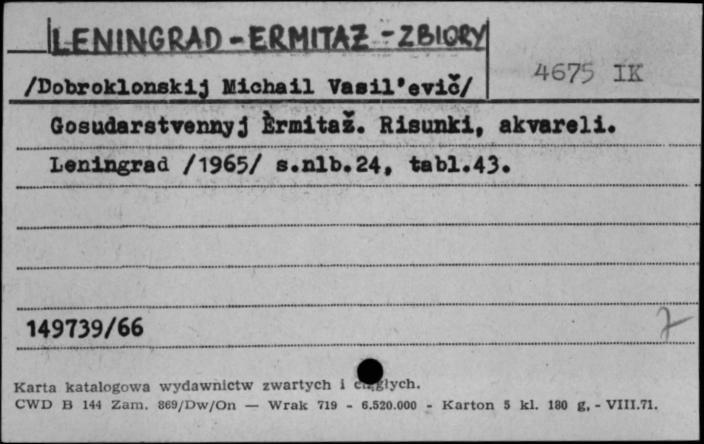 LENINGRAD - ERMITAŻ - ZBIORY
4675 IK
/Dobroklonskij Michail Vasil'evič/
Gosudarstvennyj Èrmitaž. Risunki, akvareli.
Leningrad /1965/ s.nlb.24, tabl.43.
149739/66
Karta katalogowa wydawnictw zwartych i ciągłych.
CWD B 144 Zam. 869/Dw/On — Wrak 719 - 6.520.000 - Karton 5 kl. 180 g. - VIII.71.